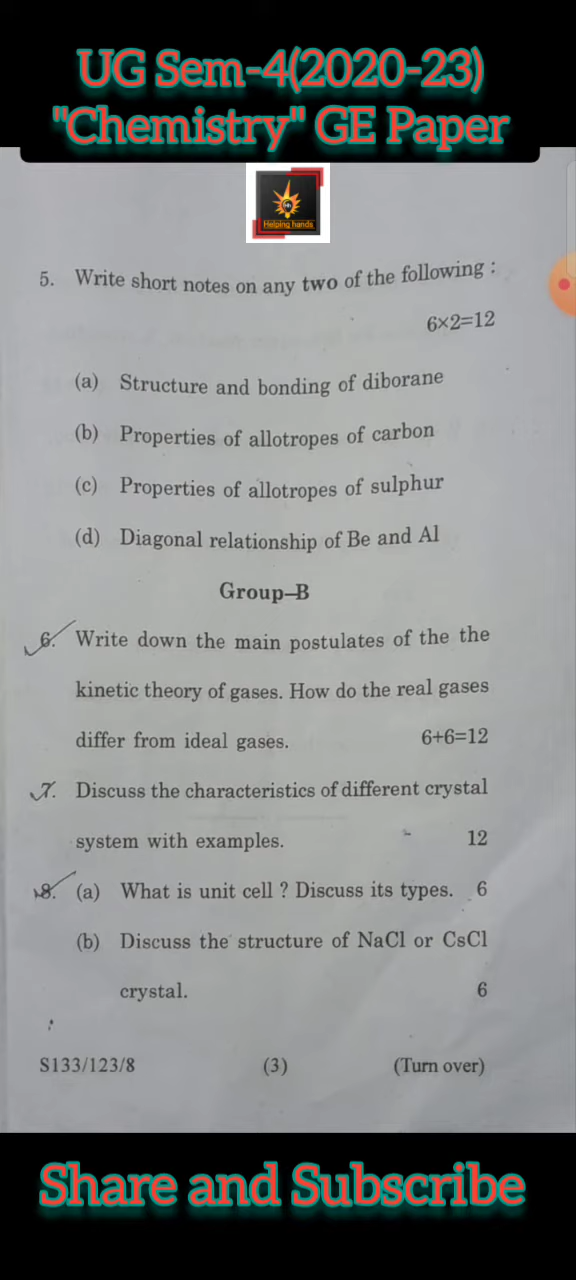 UG Sem-4(2020-23)
"Chemistry" GE Paper
Helping hands
5. Write short notes on any two of the following :
6×2=12
(a) Structure and bonding of diborane
(b) Properties of allotropes of carbon
(c) Properties of allotropes of sulphur
(d) Diagonal relationship of Be and Al
Group–B
6. Write down the main postulates of the the
kinetic theory of gases. How do the real gases
differ from ideal gases. 6+6=12
7. Discuss the characteristics of different crystal
system with examples. 12
8. (a) What is unit cell ? Discuss its types. 6
(b) Discuss the structure of NaCl or CsCl
crystal. 6
S133/123/8 (3) (Turn over)
Share and Subscribe